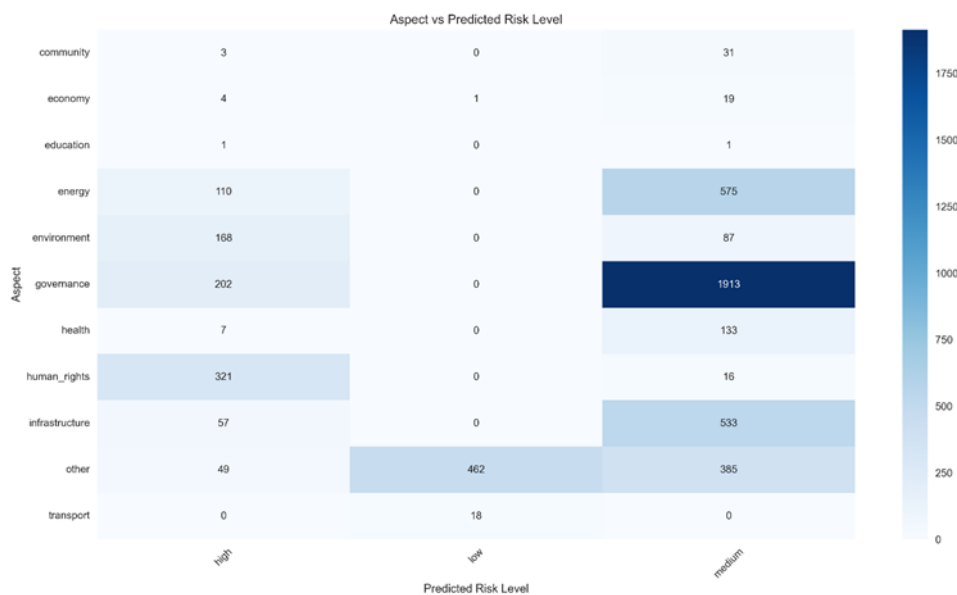 Aspect vs Predicted Risk Level
community 3 0 31
economy 4 1 19
education 1 0 1
energy 110 0 575
environment 168 0 87
governance 202 0 1913
health 7 0 133
human_rights 321 0 16
infrastructure 57 0 533
other 49 462 385
transport 0 18 0
high low medium
Predicted Risk Level
Aspect
1750
1500
1250
1000
750
500
250
0